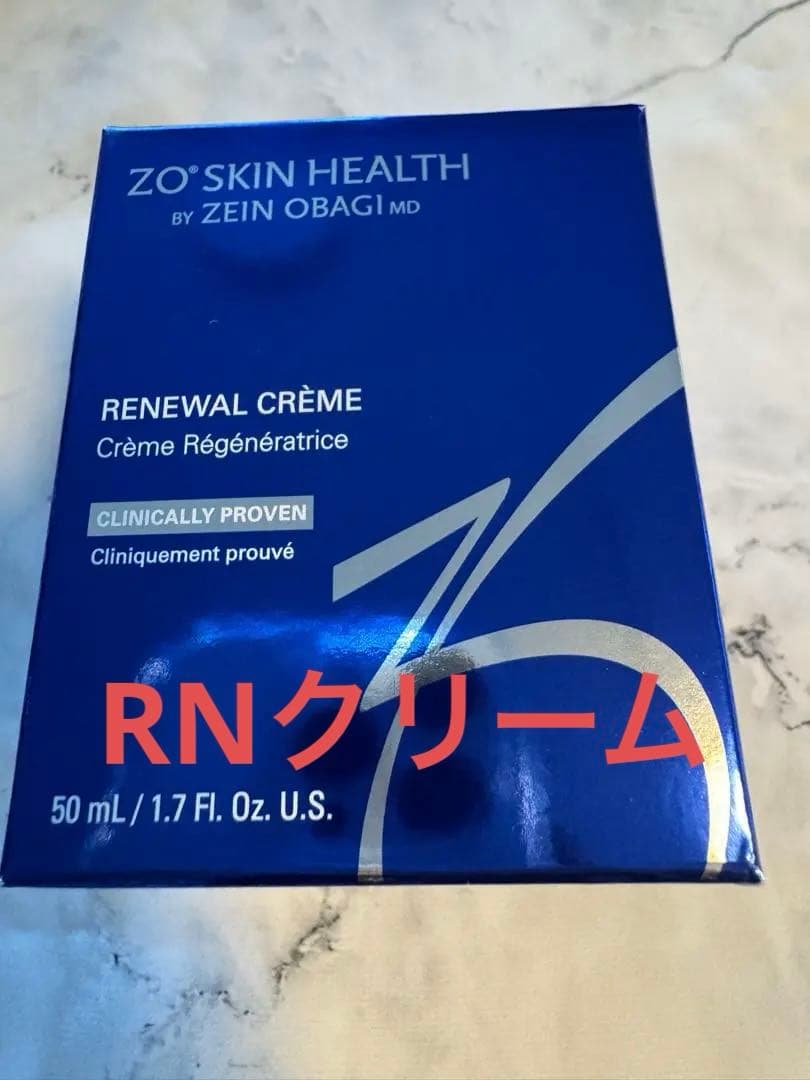 ZO® SKIN HEALTH
BY ZEIN OBAGI MD
RENEWAL CRÈME
Crème Régénératrice
CLINICALLY PROVEN
Cliniquement prouvé
RNクリーム
50 mL / 1.7 Fl. Oz. U.S.